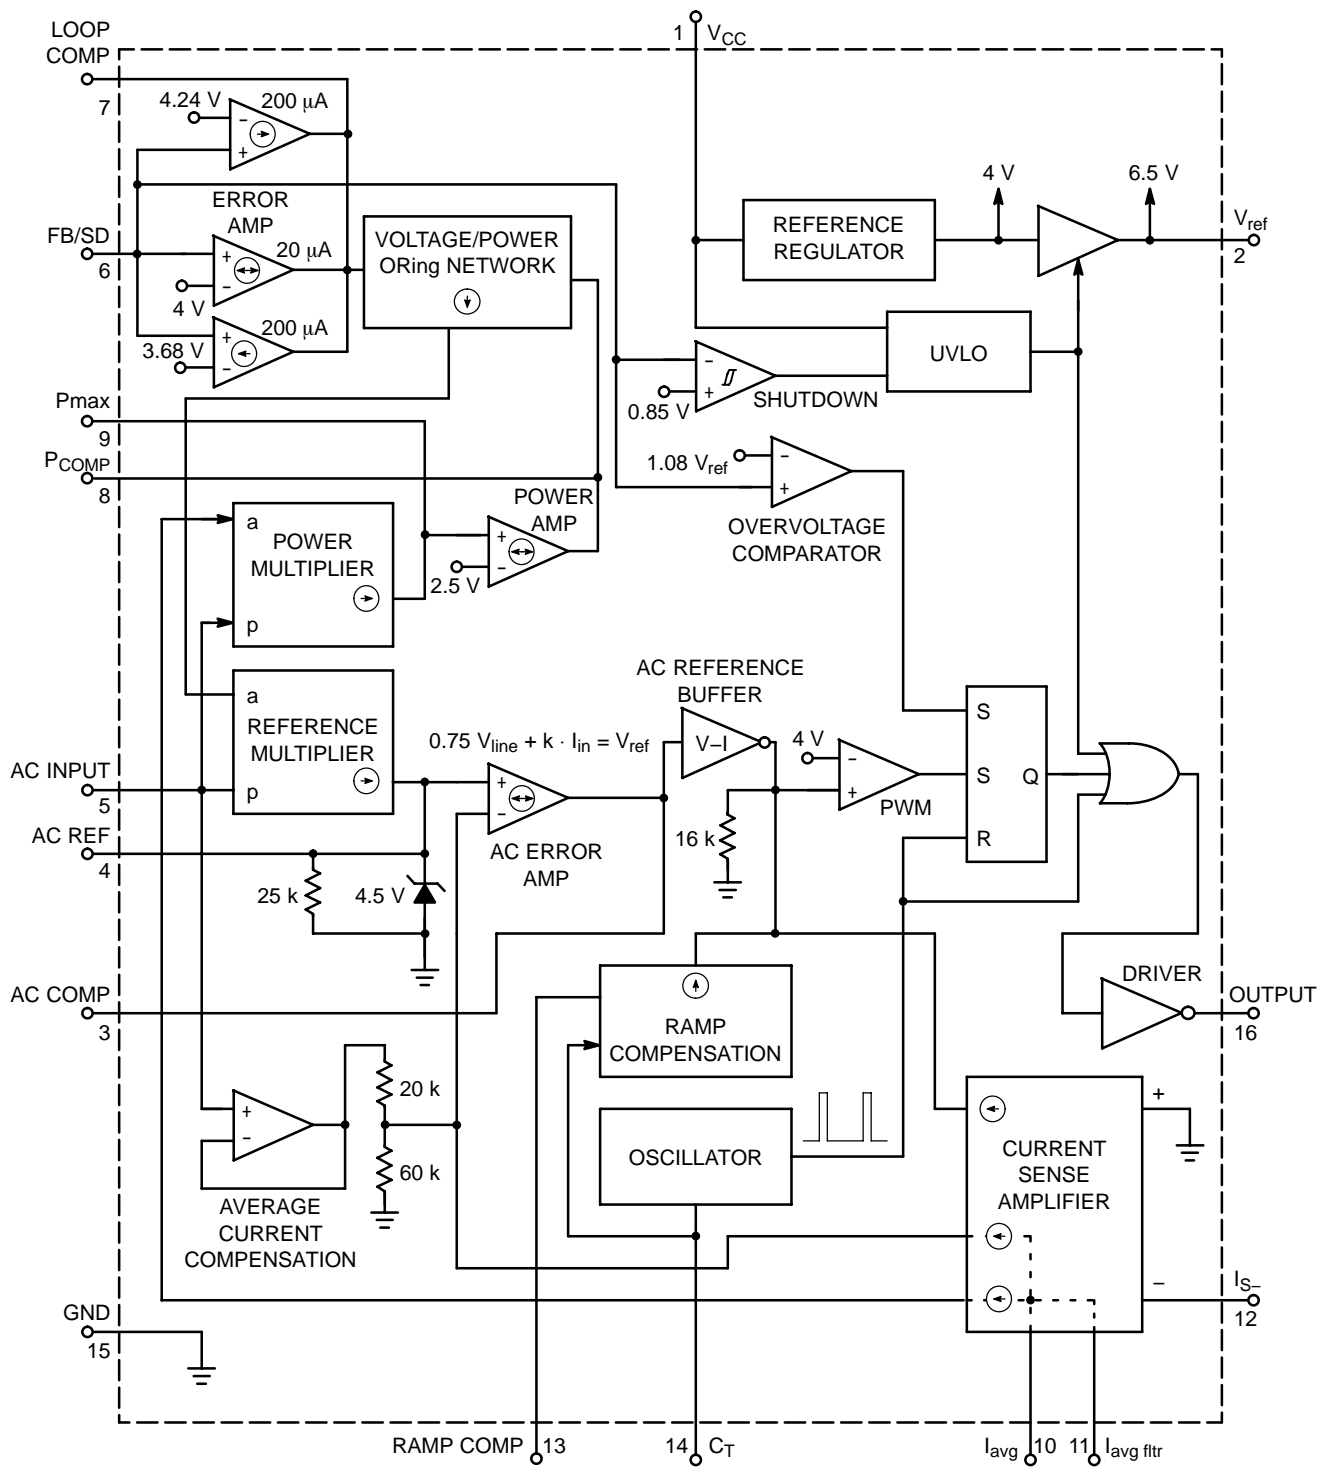 LOOP
COMP
7
1
VCC
4.24 V
200 µA
−
+
ERROR
AMP
20 µA
FB/SD
6
+
−
4 V
200 µA
3.68 V
+
−
VOLTAGE/POWER
ORing NETWORK
REFERENCE
REGULATOR
4 V
6.5 V
Vref
2
UVLO
−
+
0.85 V
SHUTDOWN
Pmax
9
PCOMP
8
1.08 Vref
−
+
OVERVOLTAGE
COMPARATOR
a
POWER
MULTIPLIER
p
POWER
AMP
+
−
2.5 V
a
REFERENCE
MULTIPLIER
p
AC INPUT
5
AC REF
4
0.75 Vline + k · Iin = Vref
+
−
AC ERROR
AMP
AC REFERENCE
BUFFER
V−I
4 V
−
+
PWM
16 k
S
S
Q
R
25 k
4.5 V
AC COMP
3
RAMP
COMPENSATION
DRIVER
OUTPUT
16
20 k
+
−
60 k
AVERAGE
CURRENT
COMPENSATION
OSCILLATOR
+
CURRENT
SENSE
AMPLIFIER
−
IS−
12
GND
15
RAMP COMP
13
14
CT
Iavg
10
11
Iavg fltr